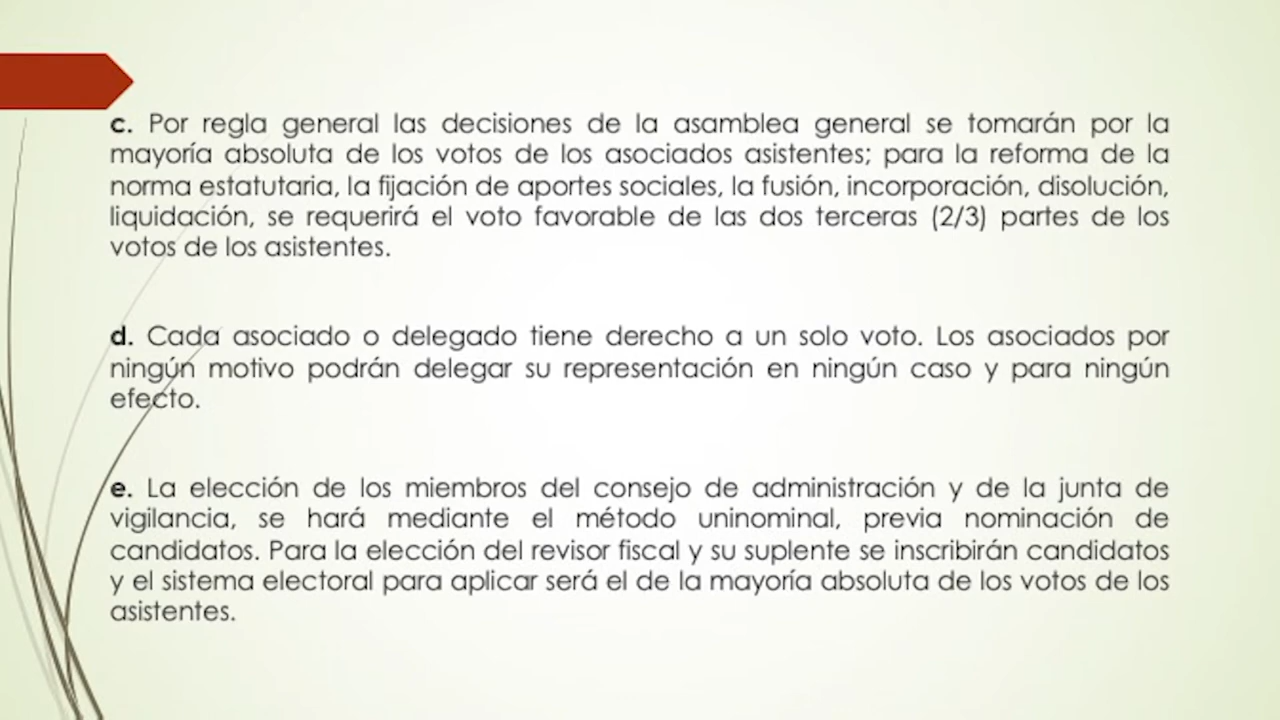 c. Por regla general las decisiones de la asamblea general se tomarán por la
mayoría absoluta de los votos de los asociados asistentes; para la reforma de la
norma estatutaria, la fijación de aportes sociales, la fusión, incorporación, disolución,
liquidación, se requerirá el voto favorable de las dos terceras (2/3) partes de los
votos de los asistentes.
d. Cada asociado o delegado tiene derecho a un solo voto. Los asociados por
ningún motivo podrán delegar su representación en ningún caso y para ningún
efecto.
e. La elección de los miembros del consejo de administración y de la junta de
vigilancia, se hará mediante el método uninominal, previa nominación de
candidatos. Para la elección del revisor fiscal y su suplente se inscribirán candidatos
y el sistema electoral para aplicar será el de la mayoría absoluta de los votos de los
asistentes.